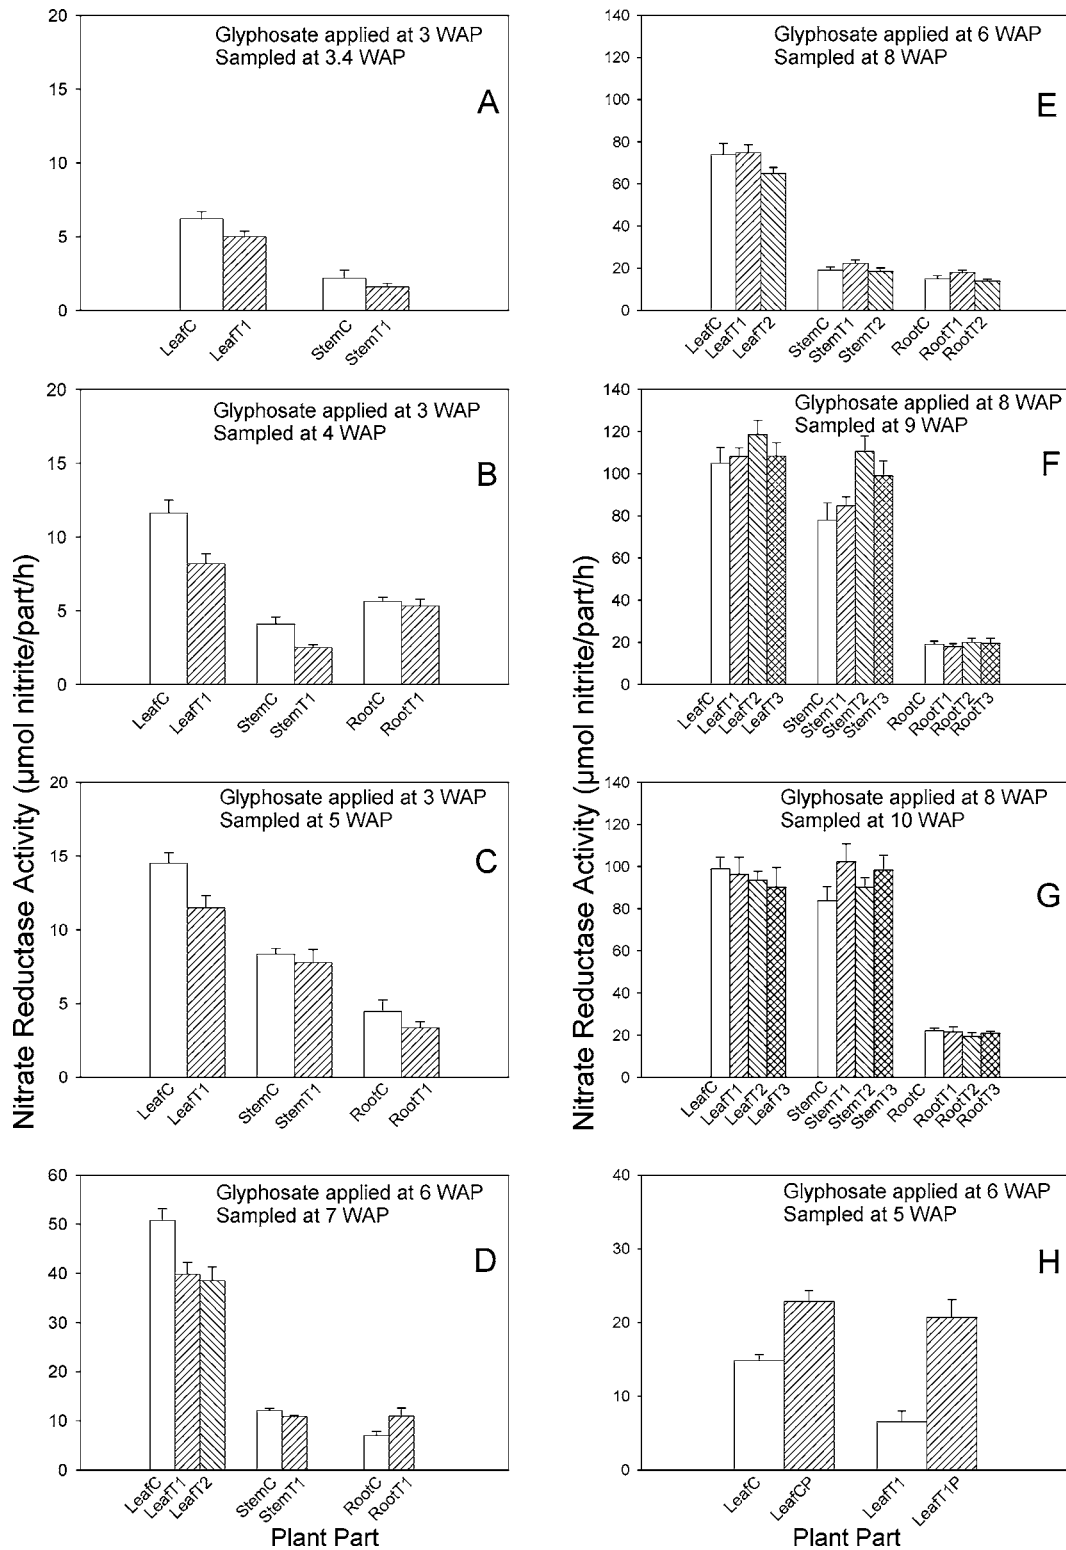 Nitrate Reductase Activity (µmol nitrite/part/h)
20
15
10
5
0
Glyphosate applied at 3 WAP
Sampled at 3.4 WAP
A
LeafC
LeafT1
StemC
StemT1
20
15
10
5
0
Glyphosate applied at 3 WAP
Sampled at 4 WAP
B
LeafC
LeafT1
StemC
StemT1
RootC
RootT1
20
15
10
5
0
Glyphosate applied at 3 WAP
Sampled at 5 WAP
C
LeafC
LeafT1
StemC
StemT1
RootC
RootT1
60
50
40
30
20
10
0
Glyphosate applied at 6 WAP
Sampled at 7 WAP
D
LeafC
LeafT1
LeafT2
StemC
StemT1
RootC
RootT1
Plant Part
Nitrate Reductase Activity (µmol nitrite/part/h)
140
120
100
80
60
40
20
0
Glyphosate applied at 6 WAP
Sampled at 8 WAP
E
LeafC
LeafT1
LeafT2
StemC
StemT1
StemT2
RootC
RootT1
RootT2
140
120
100
80
60
40
20
0
Glyphosate applied at 8 WAP
Sampled at 9 WAP
F
LeafC
LeafT1
LeafT2
LeafT3
StemC
StemT1
StemT2
StemT3
RootC
RootT1
RootT2
RootT3
140
120
100
80
60
40
20
0
Glyphosate applied at 8 WAP
Sampled at 10 WAP
G
LeafC
LeafT1
LeafT2
LeafT3
StemC
StemT1
StemT2
StemT3
RootC
RootT1
RootT2
RootT3
40
30
20
10
0
Glyphosate applied at 6 WAP
Sampled at 5 WAP
H
LeafC
LeafCP
LeafT1
LeafT1P
Plant Part